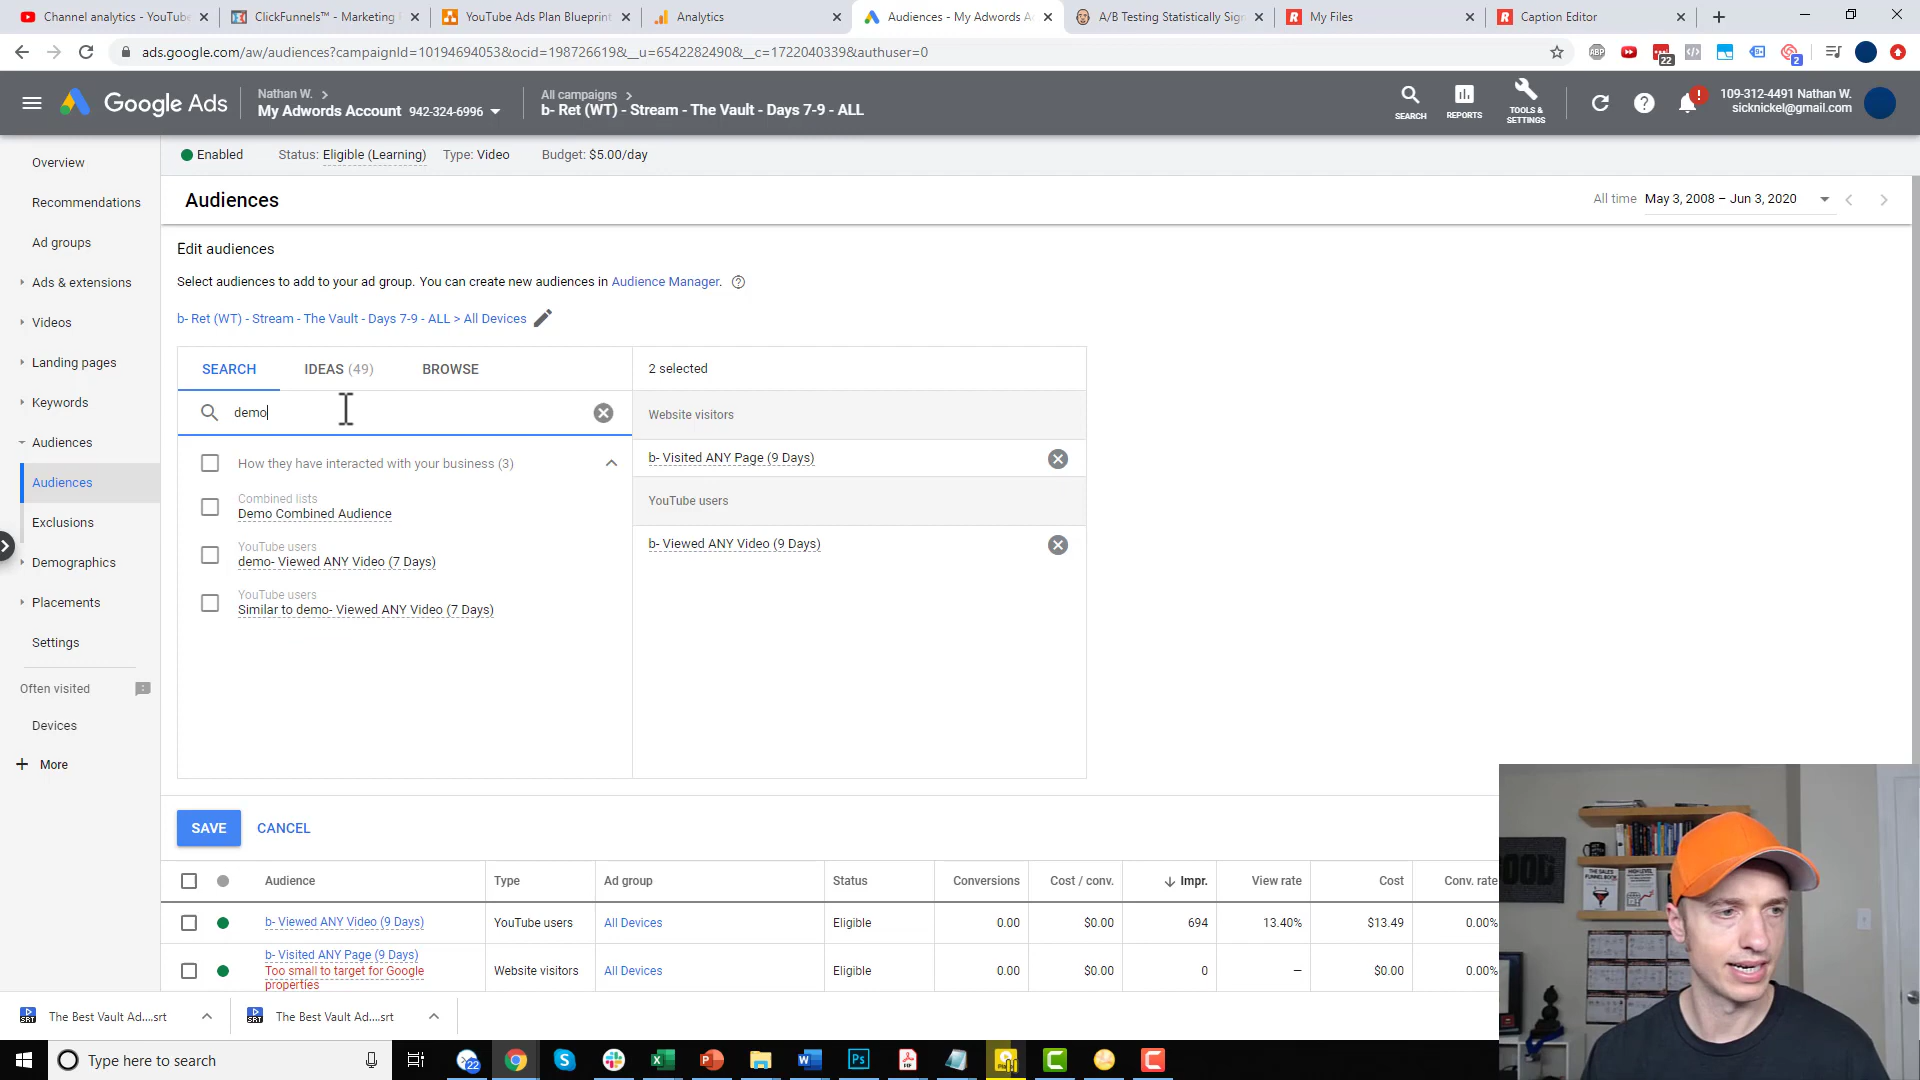 Channel analytics - YouTube
ClickFunnels™ - Marketing
YouTube Ads Plan Blueprint
Analytics
Audiences - My Adwords A
A/B Testing Statistically Sig
My Files
Caption Editor
ads.google.com/aw/audiences?campaignId=10194694053&ocid=198726619&__u=6542282490&__c=1722040339&authuser=0
ABP
22
2
Google Ads
Nathan W.
My Adwords Account 942-324-6996
All campaigns
b- Ret (WT) - Stream - The Vault - Days 7-9 - ALL
SEARCH
REPORTS
TOOLS &
SETTINGS
109-312-4491 Nathan W.
sicknickel@gmail.com
Overview
Recommendations
Ad groups
Ads & extensions
Videos
Landing pages
Keywords
Audiences
Audiences
Exclusions
Demographics
Placements
Settings
Often visited
Devices
More
Enabled
Status: Eligible (Learning)
Type: Video
Budget: $5.00/day
Audiences
All time May 3, 2008 – Jun 3, 2020
Edit audiences
Select audiences to add to your ad group. You can create new audiences in Audience Manager.
b- Ret (WT) - Stream - The Vault - Days 7-9 - ALL > All Devices
SEARCH
IDEAS (49)
BROWSE
2 selected
demo
How they have interacted with your business (3)
Combined lists
Demo Combined Audience
YouTube users
demo- Viewed ANY Video (7 Days)
YouTube users
Similar to demo- Viewed ANY Video (7 Days)
Website visitors
b- Visited ANY Page (9 Days)
YouTube users
b- Viewed ANY Video (9 Days)
SAVE
CANCEL
Audience Type Ad group Status Conversions Cost / conv. Impr. View rate Cost Conv. rate
b- Viewed ANY Video (9 Days) YouTube users All Devices Eligible 0.00 $0.00 694 13.40% $13.49 0.00%
b- Visited ANY Page (9 Days)
Too small to target for Google
properties
Website visitors All Devices Eligible 0.00 $0.00 0 – $0.00 0.00%
The Best Vault Ad....srt
The Best Vault Ad....srt
Type here to search
22